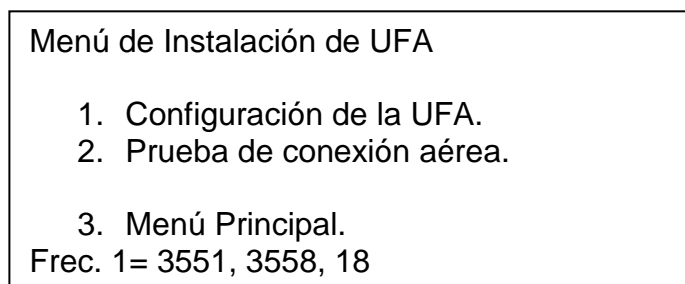 Menú de Instalación de UFA
1. Configuración de la UFA.
2. Prueba de conexión aérea.
3. Menú Principal.
Frec. 1= 3551, 3558, 18